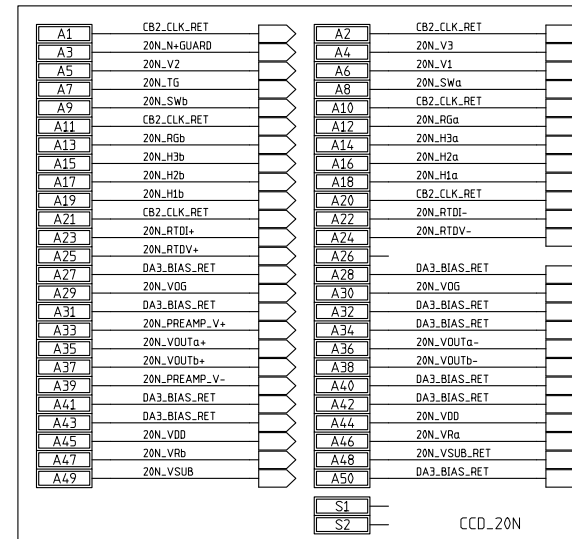 A1 CB2_CLK_RET A2 CB2_CLK_RET
A3 20N_N+GUARD A4 20N_V3
A5 20N_V2 A6 20N_V1
A7 20N_TG A8 20N_SWa
A9 20N_SWb A10 CB2_CLK_RET
A11 CB2_CLK_RET A12 20N_RGa
A13 20N_RGb A14 20N_H3a
A15 20N_H3b A16 20N_H2a
A17 20N_H2b A18 20N_H1a
A19 20N_H1b A20 CB2_CLK_RET
A21 CB2_CLK_RET A22 20N_RTDI-
A23 20N_RTDI+ A24 20N_RTDV-
A25 20N_RTDV+ A26
A27 DA3_BIAS_RET A28 DA3_BIAS_RET
A29 20N_VOG A30 20N_VOG
A31 DA3_BIAS_RET A32 DA3_BIAS_RET
A33 20N_PREAMP_V+ A34 DA3_BIAS_RET
A35 20N_VOUTa+ A36 20N_VOUTa-
A37 20N_VOUTb+ A38 20N_VOUTb-
A39 20N_PREAMP_V- A40 DA3_BIAS_RET
A41 DA3_BIAS_RET A42 DA3_BIAS_RET
A43 DA3_BIAS_RET A44 20N_VDD
A45 20N_VDD A46 20N_VRa
A47 20N_VRb A48 20N_VSUB_RET
A49 20N_VSUB A50 DA3_BIAS_RET
S1
S2 CCD_20N